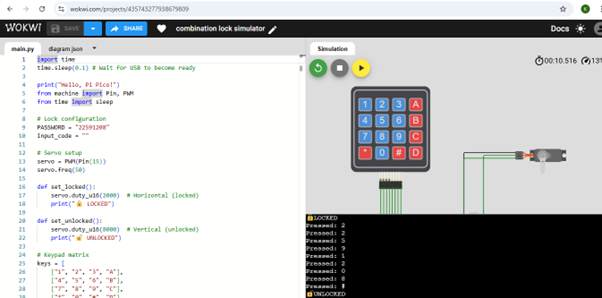 wokwi.com/projects/435743277938679809
WOKWI
SAVE
SHARE
combination lock simulator
Docs
main.py
diagram.json
Simulation
1 import time
2 time.sleep(0.1) # Wait for USB to become ready
3
4 print("Hello, Pi Pico!")
5 from machine import Pin, PWM
6 from time import sleep
7
8 # Lock configuration
9 PASSWORD = "22591208"
10 input_code = ""
11
12 # Servo setup
13 servo = PWM(Pin(15))
14 servo.freq(50)
15
16 def set_locked():
17 servo.duty_u16(2000) # Horizontal (locked)
18 print("🔒 LOCKED")
19
20 def set_unlocked():
21 servo.duty_u16(8000) # Vertical (unlocked)
22 print("🔓 UNLOCKED")
23
24 # Keypad matrix
25 keys = [
26 ["1", "2", "3", "A"],
27 ["4", "5", "6", "B"],
28 ["7", "8", "9", "C"],
00:10.516
1 2 3 A
4 5 6 B
7 8 9 C
* 0 # D
🔒LOCKED
Pressed: 2
Pressed: 2
Pressed: 5
Pressed: 9
Pressed: 1
Pressed: 2
Pressed: 0
Pressed: 8
Pressed: #
🔓UNLOCKED